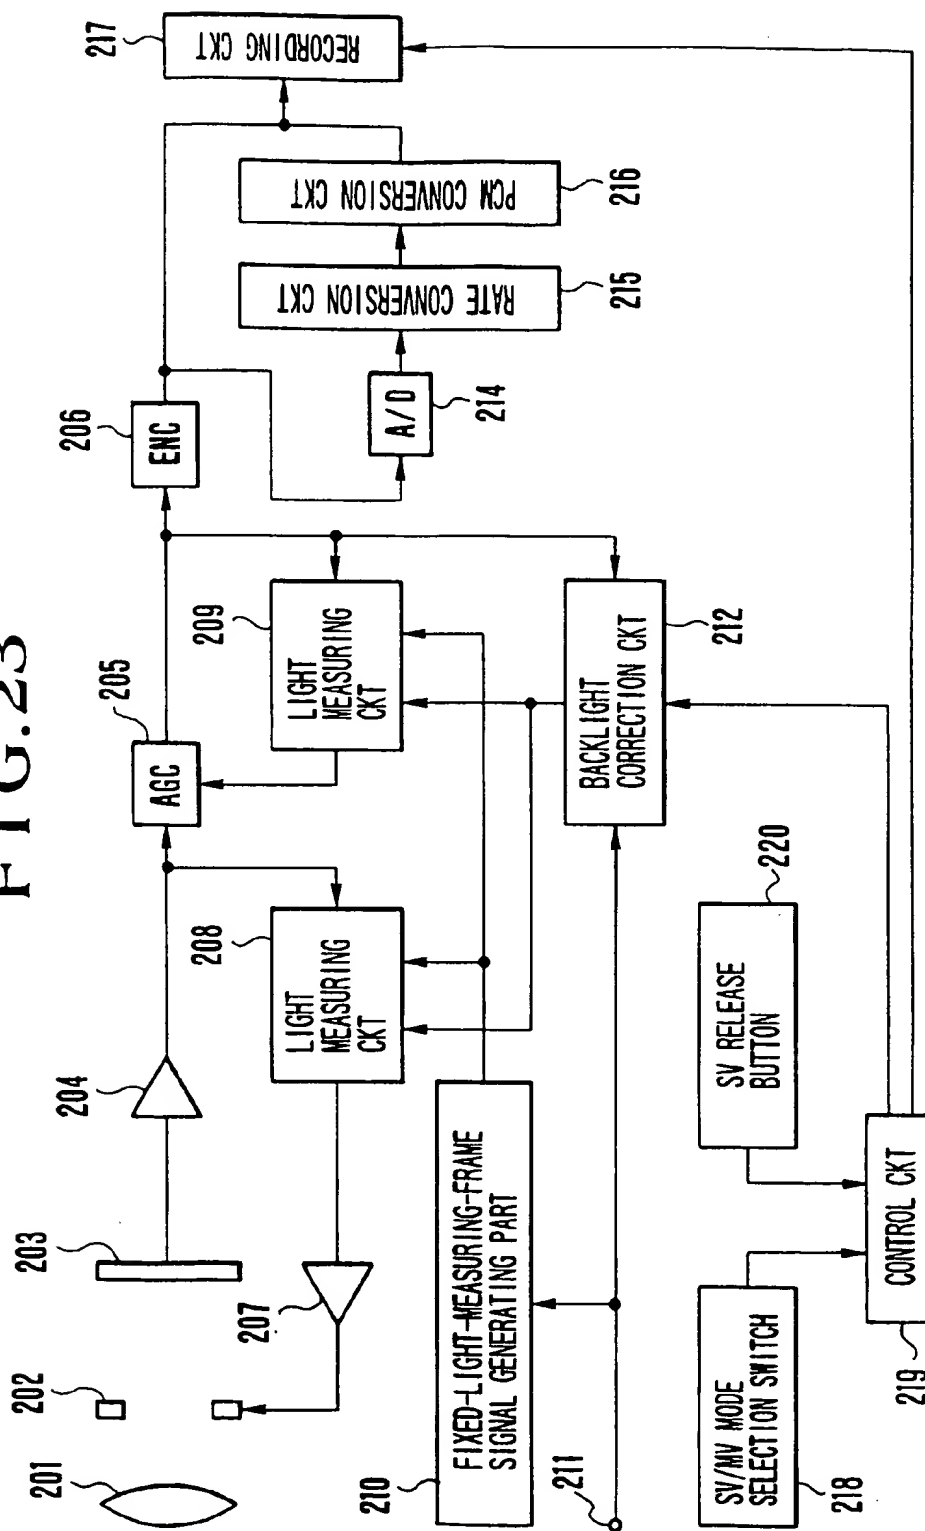 FIG.23
201
202
203
204
205
206
217
RECORDING CKT
ENC
AGC
207
208
LIGHT
MEASURING
CKT
209
LIGHT
MEASURING
CKT
A/D
214
RATE CONVERSION CKT
215
PCM CONVERSION CKT
216
210
FIXED-LIGHT-MEASURING-FRAME
SIGNAL GENERATING PART
211
BACKLIGHT
CORRECTION CKT
212
SV/MV MODE
SELECTION SWITCH
218
SV RELEASE
BUTTON
220
CONTROL CKT
219